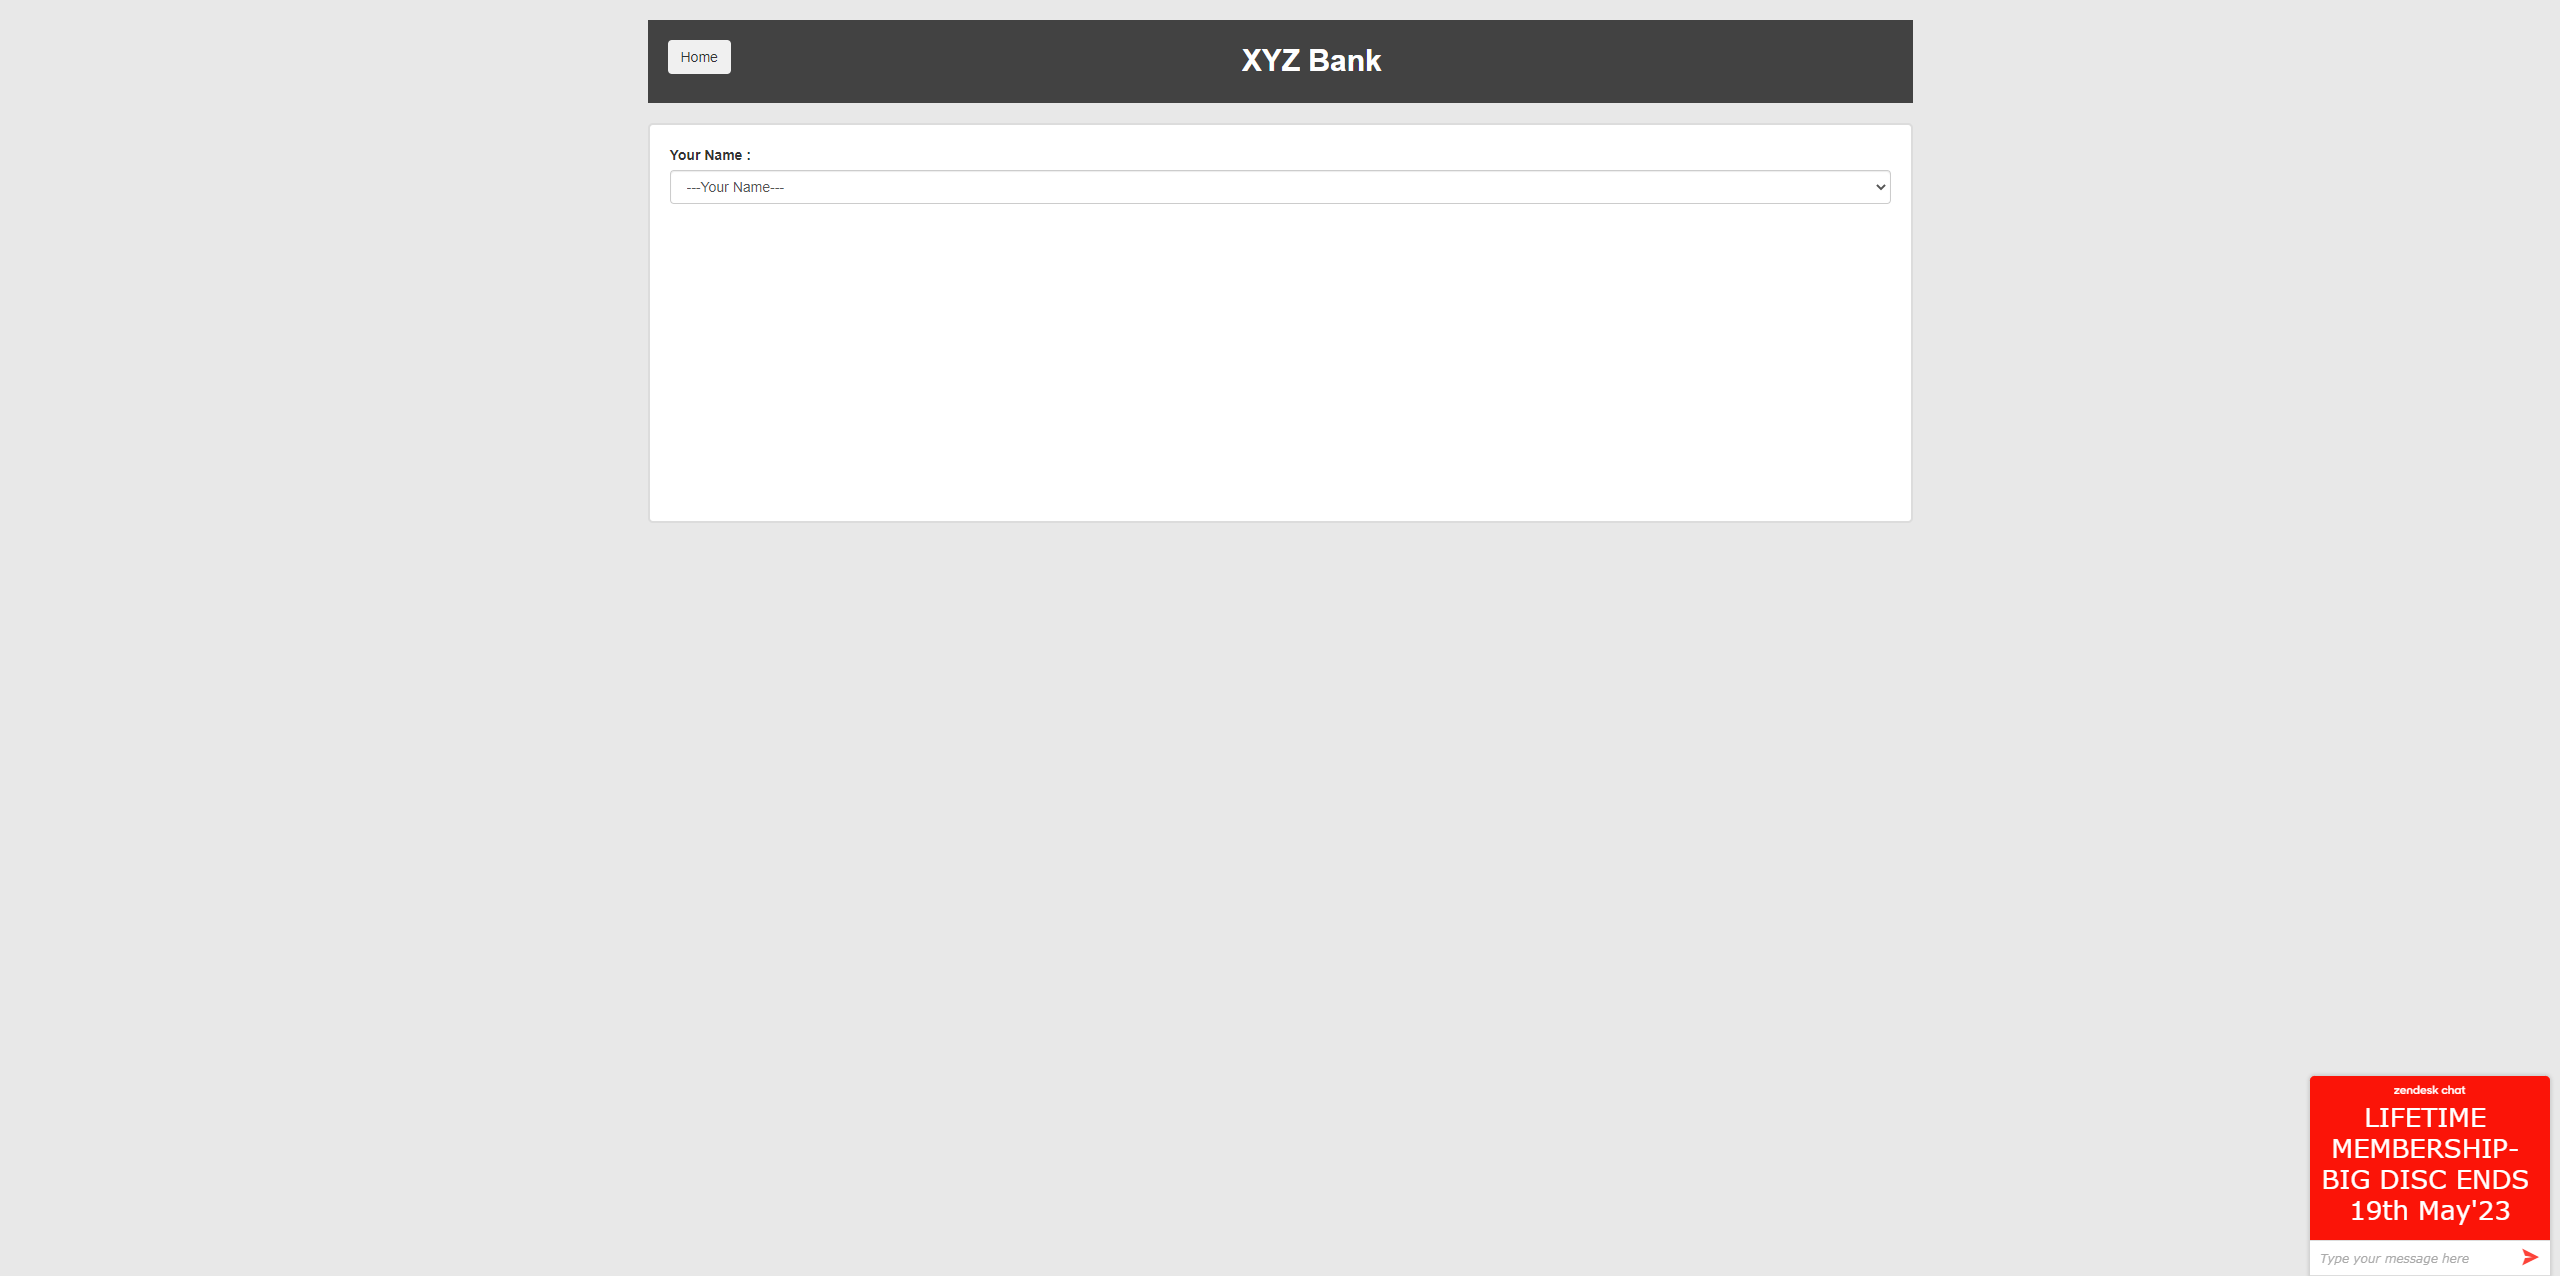 Home
XYZ Bank
Your Name :
---Your Name---
zendesk chat
LIFETIME
MEMBERSHIP-
BIG DISC ENDS
19th May'23
Type your message here